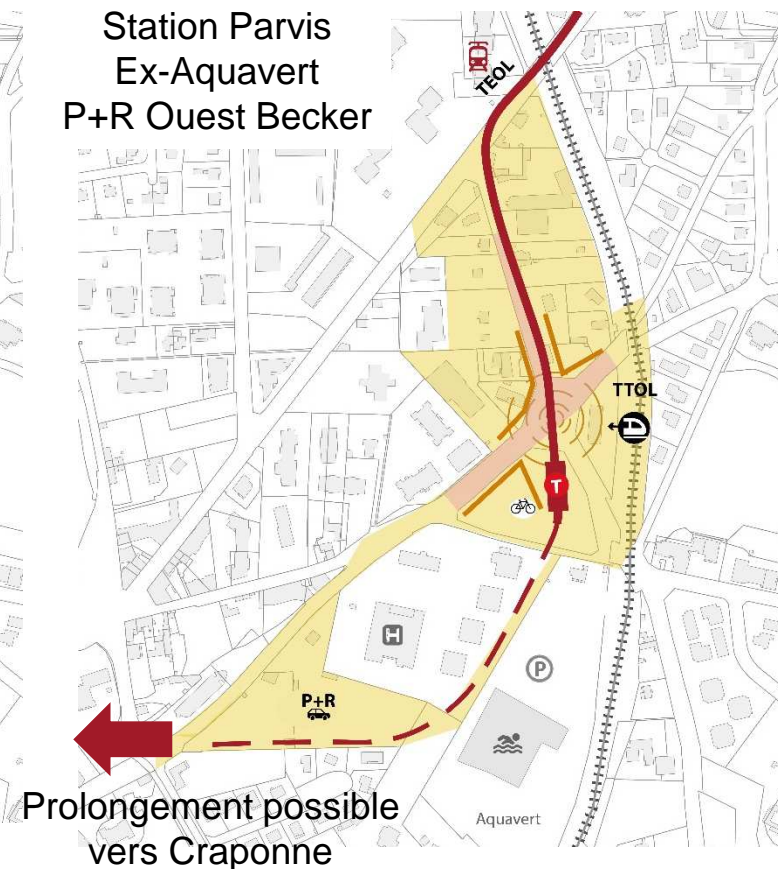 Station Parvis
Ex-Aquavert
P+R Ouest Becker
TEOL
TTOL
T
H
P
P+R
Aquavert
Prolongement possible
vers Craponne